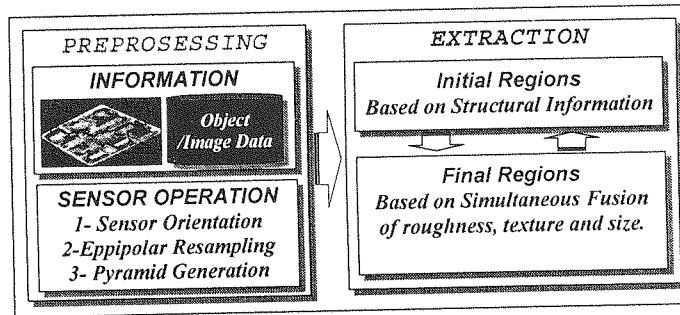 PREPROSESSING
INFORMATION
Object
/Image Data
SENSOR OPERATION
1- Sensor Orientation
2-Eppipolar Resampling
3- Pyramid Generation
EXTRACTION
Initial Regions
Based on Structural Information
Final Regions
Based on Simultaneous Fusion
of roughness, texture and size.